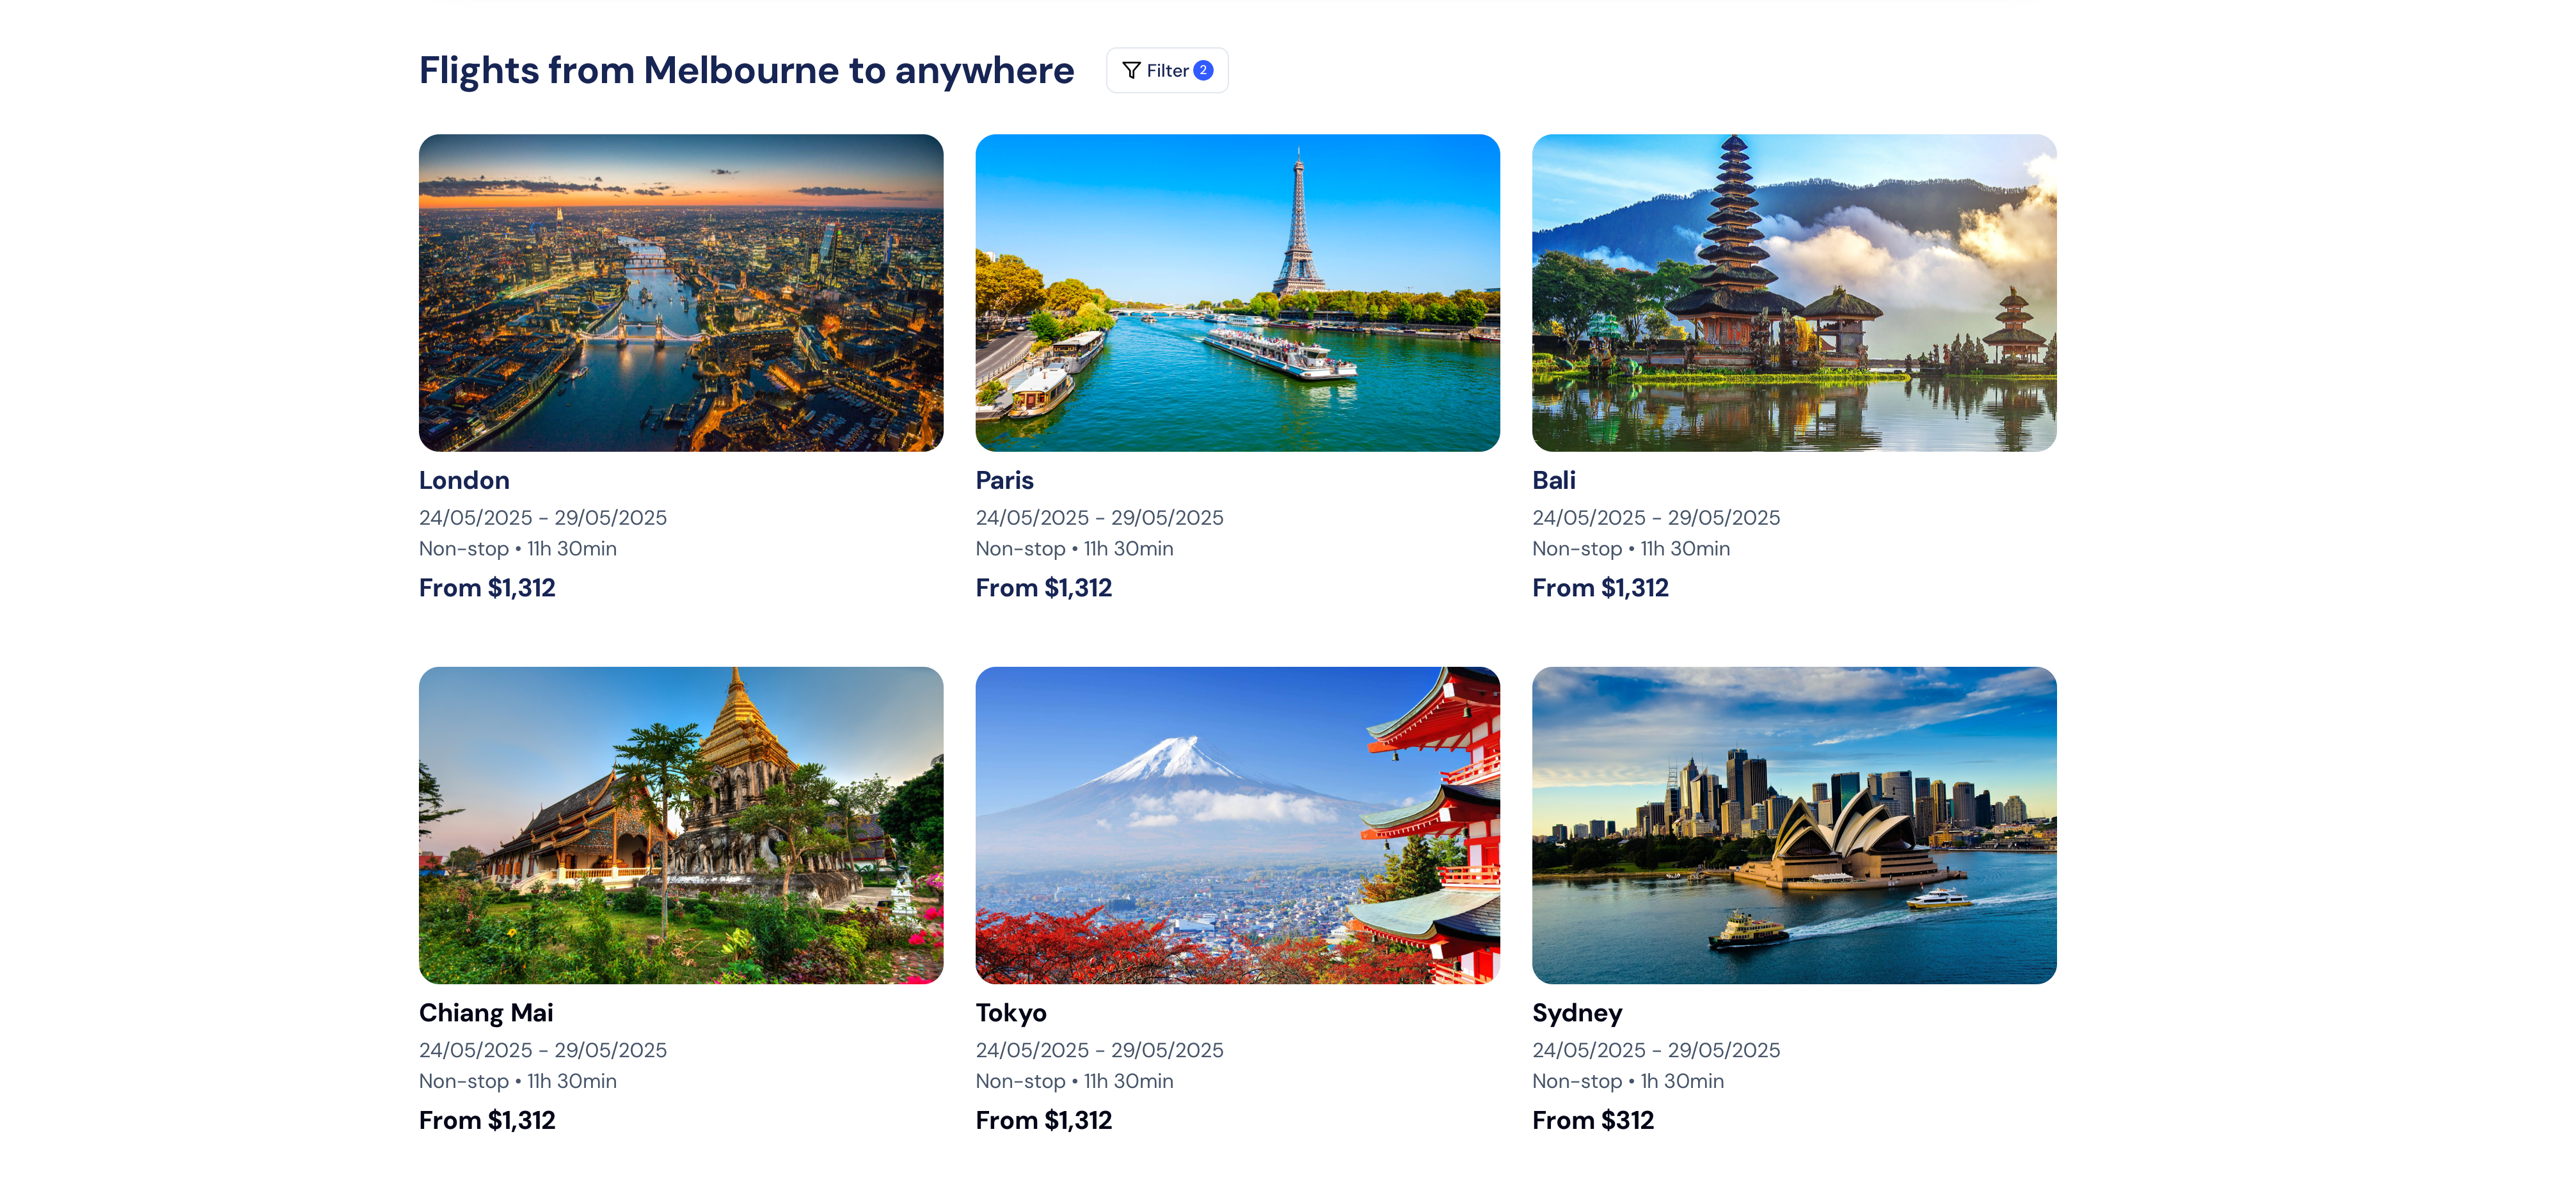 Flights from Melbourne to anywhere
Filter 2
London
24/05/2025 - 29/05/2025
Non-stop • 11h 30min
From $1,312
Paris
24/05/2025 - 29/05/2025
Non-stop • 11h 30min
From $1,312
Bali
24/05/2025 - 29/05/2025
Non-stop • 11h 30min
From $1,312
Chiang Mai
24/05/2025 - 29/05/2025
Non-stop • 11h 30min
From $1,312
Tokyo
24/05/2025 - 29/05/2025
Non-stop • 11h 30min
From $1,312
Sydney
24/05/2025 - 29/05/2025
Non-stop • 1h 30min
From $312